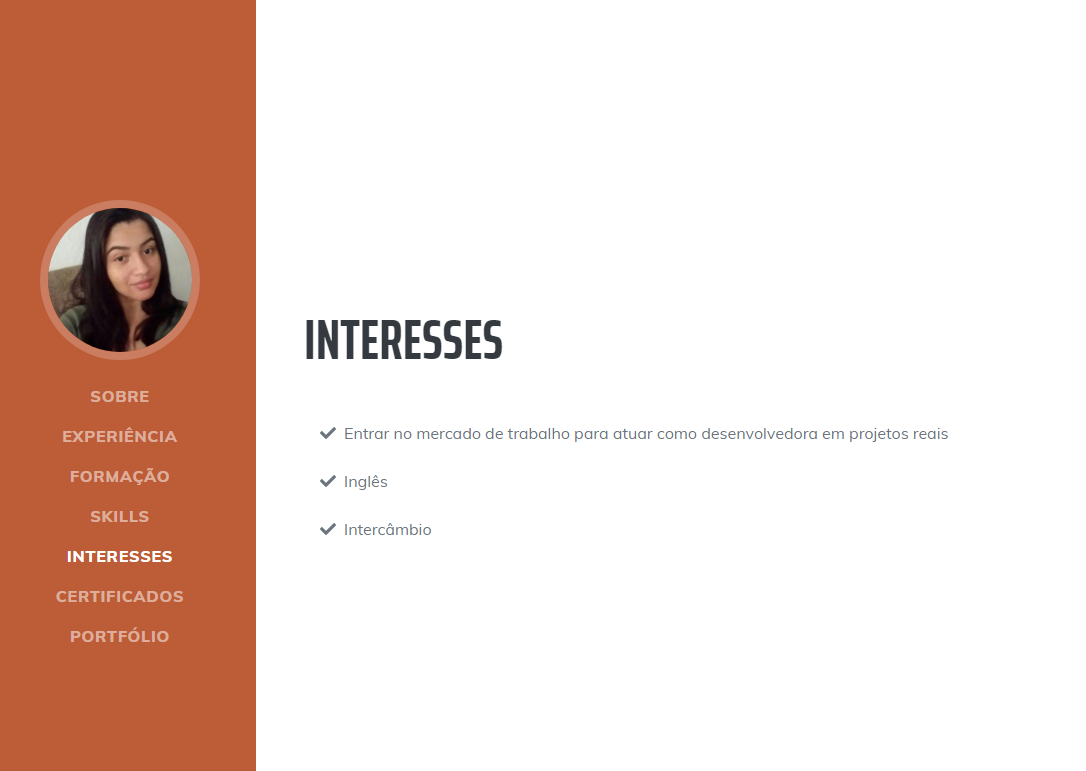 SOBRE
EXPERIÊNCIA
FORMAÇÃO
SKILLS
INTERESSES
CERTIFICADOS
PORTFÓLIO
INTERESSES
Entrar no mercado de trabalho para atuar como desenvolvedora em projetos reais
Inglês
Intercâmbio